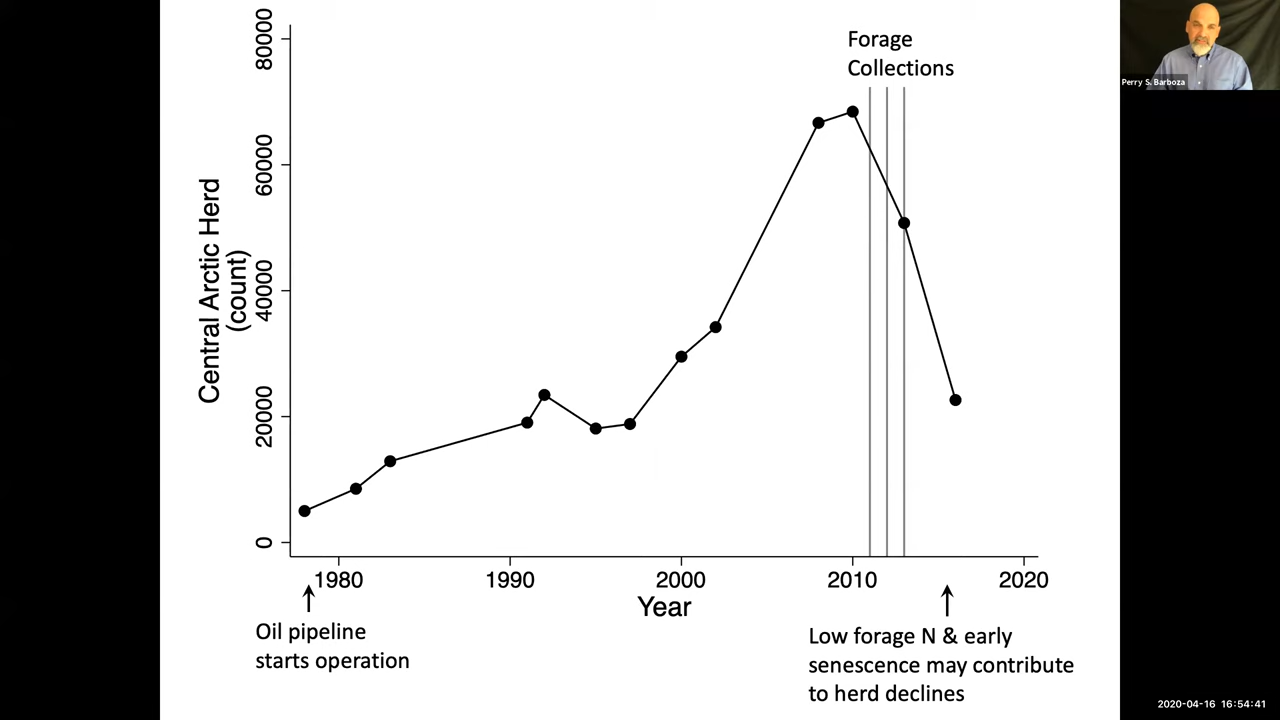 Forage
Collections
Perry S. Barboza
Central Arctic Herd
(count)
80000
60000
40000
20000
0
1980
1990
2000
2010
2020
Year
Oil pipeline
starts operation
Low forage N & early
senescence may contribute
to herd declines
2020-04-16 16:54:41